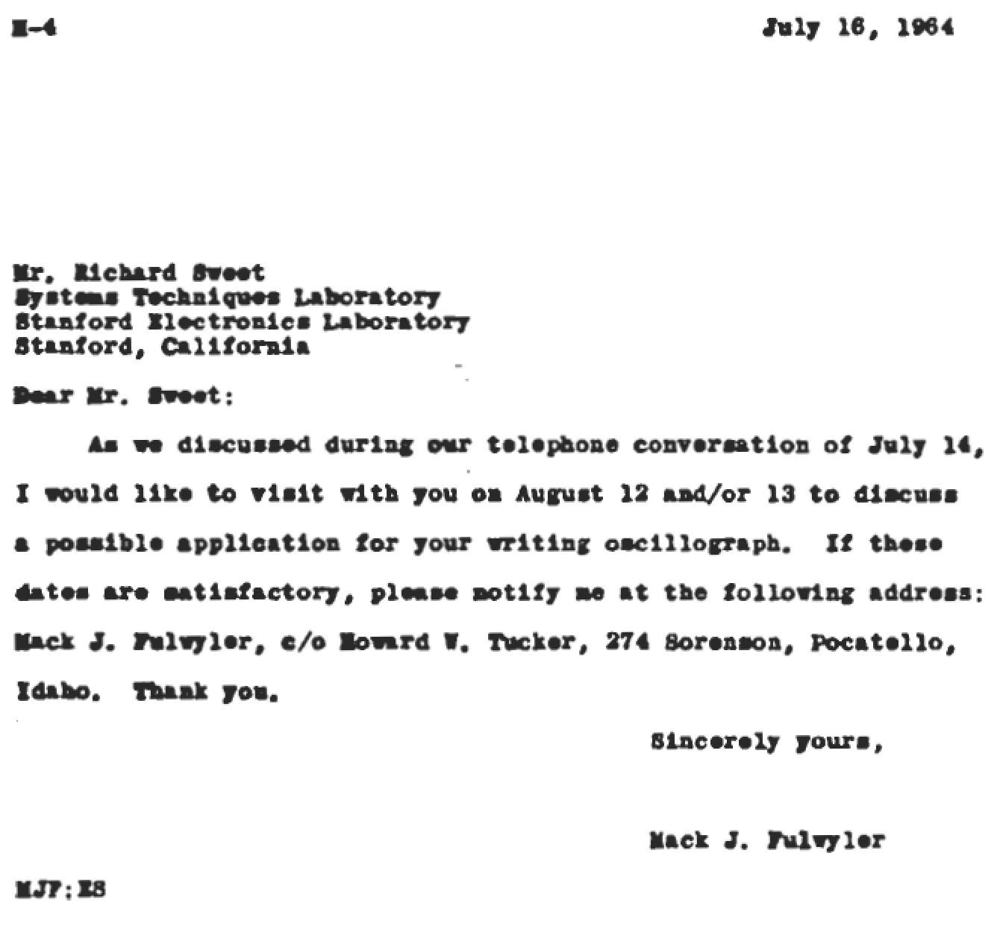 H-4 July 16, 1964
Mr. Richard Sweet
Systems Techniques Laboratory
Stanford Electronics Laboratory
Stanford, California
Dear Mr. Sweet:
As we discussed during our telephone conversation of July 14,
I would like to visit with you on August 12 and/or 13 to discuss
a possible application for your writing oscillograph. If these
dates are satisfactory, please notify me at the following address:
Mack J. Fulwyler, c/o Howard W. Tucker, 274 Sorenson, Pocatello,
Idaho. Thank you.
Sincerely yours,
Mack J. Fulwyler
MJF:ES